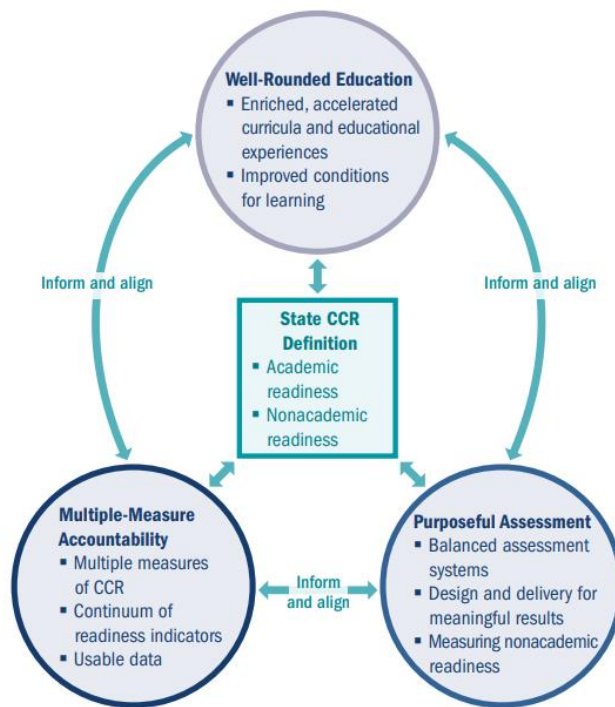 Well-Rounded Education
▪ Enriched, accelerated
curricula and educational
experiences
▪ Improved conditions
for learning
Inform and align
Inform and align
State CCR
Definition
▪ Academic
readiness
▪ Nonacademic
readiness
Multiple-Measure
Accountability
▪ Multiple measures
of CCR
▪ Continuum of
readiness indicators
▪ Usable data
Inform
and align
Purposeful Assessment
▪ Balanced assessment
systems
▪ Design and delivery for
meaningful results
▪ Measuring nonacademic
readiness